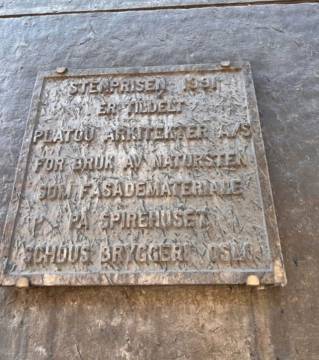 STENPRISEN 1991
ER TILDELT
PLATOU ARKITEKTER A/S
FOR BRUK AV NATURSTEN
SOM FASADEMATERIALE
PÅ SPIREHUSET
SCHOUS BRYGGERI OSLO